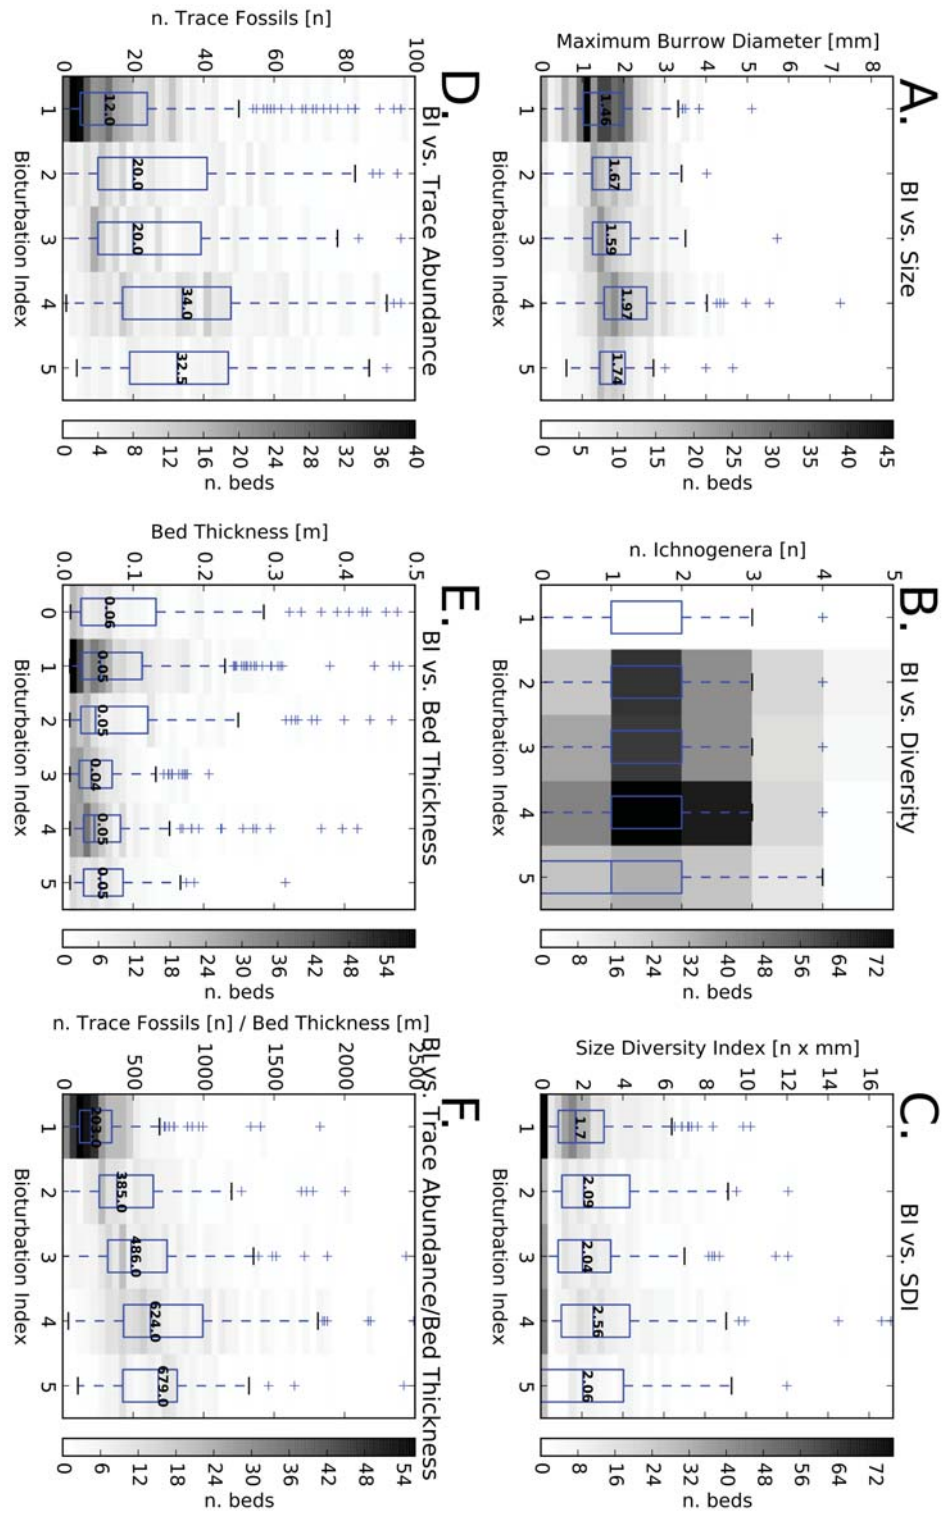 A. BI vs. Size
Maximum Burrow Diameter [mm]
0 1 2 3 4 5 6 7 8
1.46 1.67 1.59 1.97 1.74
1 2 3 4 5
Bioturbation Index
0 5 10 15 20 25 30 35 40 45
n. beds
B. BI vs. Diversity
n. Ichnogenera [n]
0 1 2 3 4 5
1 2 3 4 5
Bioturbation Index
0 8 16 24 32 40 48 56 64 72
n. beds
C. BI vs. SDI
Size Diversity Index [n x mm]
0 2 4 6 8 10 12 14 16
1.7 2.09 2.04 2.56 2.06
1 2 3 4 5
Bioturbation Index
0 8 16 24 32 40 48 56 64 72
n. beds
D. BI vs. Trace Abundance
n. Trace Fossils [n]
0 20 40 60 80 100
12.0 20.0 20.0 34.0 32.5
1 2 3 4 5
Bioturbation Index
0 4 8 12 16 20 24 28 32 36 40
n. beds
E. BI vs. Bed Thickness
Bed Thickness [m]
0.0 0.1 0.2 0.3 0.4 0.5
0.06 0.05 0.05 0.04 0.05 0.05
0 1 2 3 4 5
Bioturbation Index
0 6 12 18 24 30 36 42 48 54
n. beds
F. BI vs. Trace Abundance/Bed Thickness
n. Trace Fossils [n] / Bed Thickness [m]
0 500 1000 1500 2000 2500
203.0 385.0 486.0 624.0 679.0
1 2 3 4 5
Bioturbation Index
0 6 12 18 24 30 36 42 48 54
n. beds